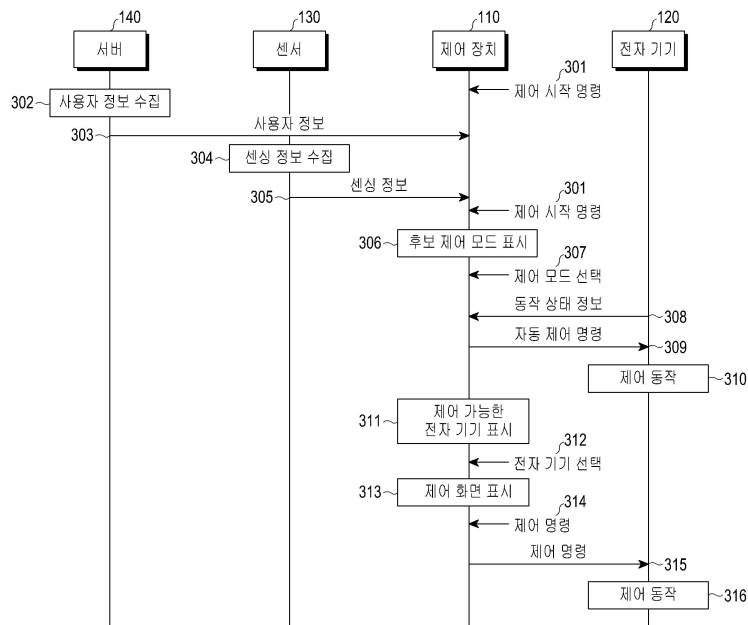 140
130
110
120
서버
센서
제어 장치
전자 기기
301
제어 시작 명령
302
사용자 정보 수집
303
사용자 정보
304
센싱 정보 수집
305
센싱 정보
301
제어 시작 명령
306
후보 제어 모드 표시
307
제어 모드 선택
동작 상태 정보
308
자동 제어 명령
309
제어 동작
310
311
제어 가능한
전자 기기 표시
312
전자 기기 선택
313
제어 화면 표시
314
제어 명령
제어 명령
315
제어 동작
316